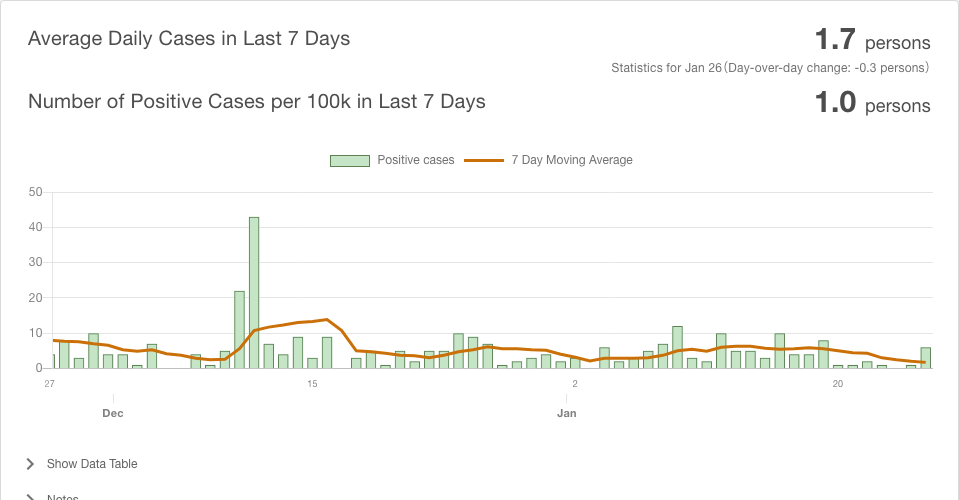 Average Daily Cases in Last 7 Days
1.7 persons
Statistics for Jan 26(Day-over-day change: -0.3 persons)
Number of Positive Cases per 100k in Last 7 Days
1.0 persons
Positive cases
7 Day Moving Average
50
40
30
20
10
0
27
15
2
20
Dec
Jan
Show Data Table
Notes